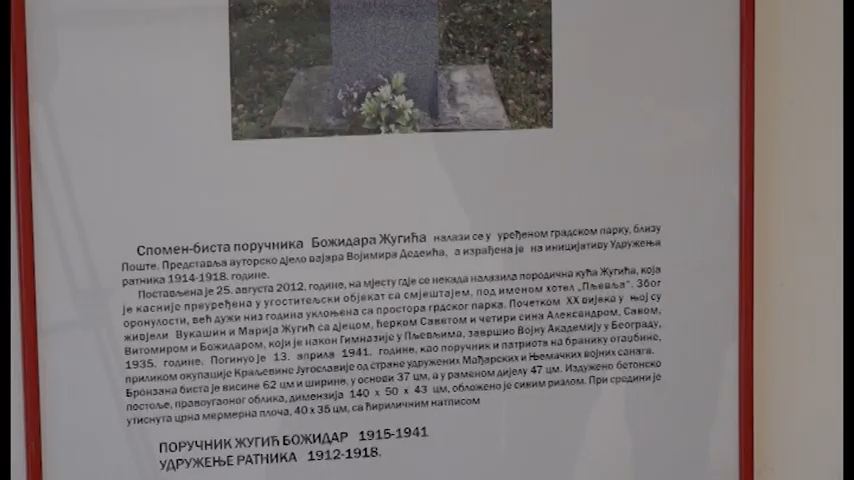 Спомен-биста поручника Божидара Жугића налази се у уређеном градском парку, близу
Поште. Представља ауторско дјело вајара Војимира Дедеића, а израђена је на иницијативу Удружења
ратника 1914-1918. године.
Постављена је 25. августа 2012. године, на мјесту гдје се некада налазила породична кућа Жугића, која
је касније преуређена у угоститељски објекат са смјештајем, под именом хотел „Пљевља". Због
оронулости, већ дужи низ година уклоњена са простора грдског парка. Почетком XX вијека у њој су
живјели Вукашин и Марија Жугић са дјецом, ћерком Саветом и четири сина Александром, Савом,
Витомиром и Божидаром, који је након Гимназије у Пљевљима, завршио Војну Академију у Београду,
1935. године. Погинуо је 13. априла 1941. године, као поручник и патриота на бранику отаџбине,
приликом окупације Краљевине Југославије од стране удружених Мађарских и Њемачких војних снага.
Бронзана биста је висине 62 цм и ширине, у основи 37 цм, а у раменом дијелу 47 цм. Издужено бетонско
постоље, правоугаоног облика, димензија 140 x 50 x 43 цм, обложено је синим ризлом. При средини је
утиснута црна мермерна плоча, 40 x 35 цм, са ћириличним натписом
ПОРУЧНИК ЖУГИЋ БОЖИДАР 1915-1941
УДРУЖЕЊЕ РАТНИКА 1912-1918.